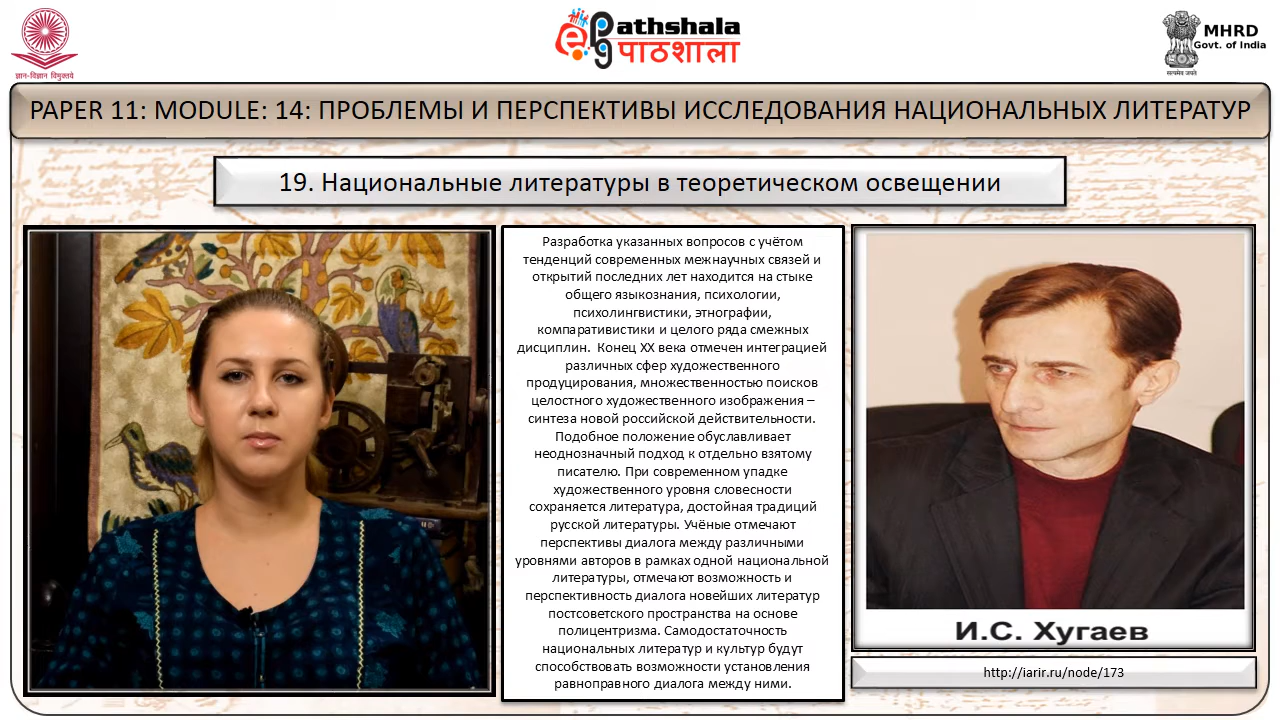 ज्ञान-विज्ञान विमुक्तये
ePg Pathshala
पाठशाला
MHRD
Govt. of India
सत्यमेव जयते
PAPER 11: MODULE: 14: ПРОБЛЕМЫ И ПЕРСПЕКТИВЫ ИССЛЕДОВАНИЯ НАЦИОНАЛЬНЫХ ЛИТЕРАТУР
19. Национальные литературы в теоретическом освещении
Разработка указанных вопросов с учётом
тенденций современных межнаучных связей и
открытий последних лет находится на стыке
общего языкознания, психологии,
психолингвистики, этнографии,
компаративистики и целого ряда смежных
дисциплин. Конец XX века отмечен интеграцией
различных сфер художественного
продуцирования, множественностью поисков
целостного художественного изображения –
синтеза новой российской действительности.
Подобное положение обуславливает
неоднозначный подход к отдельно взятому
писателю. При современном упадке
художественного уровня словесности
сохраняется литература, достойная традиций
русской литературы. Учёные отмечают
перспективы диалога между различными
уровнями авторов в рамках одной национальной
литературы, отмечают возможность и
перспективность диалога новейших литератур
постсоветского пространства на основе
полицентризма. Самодостаточность
национальных литератур и культур будут
способствовать возможности установления
равноправного диалога между ними.
И.С. Хугаев
http://iarir.ru/node/173